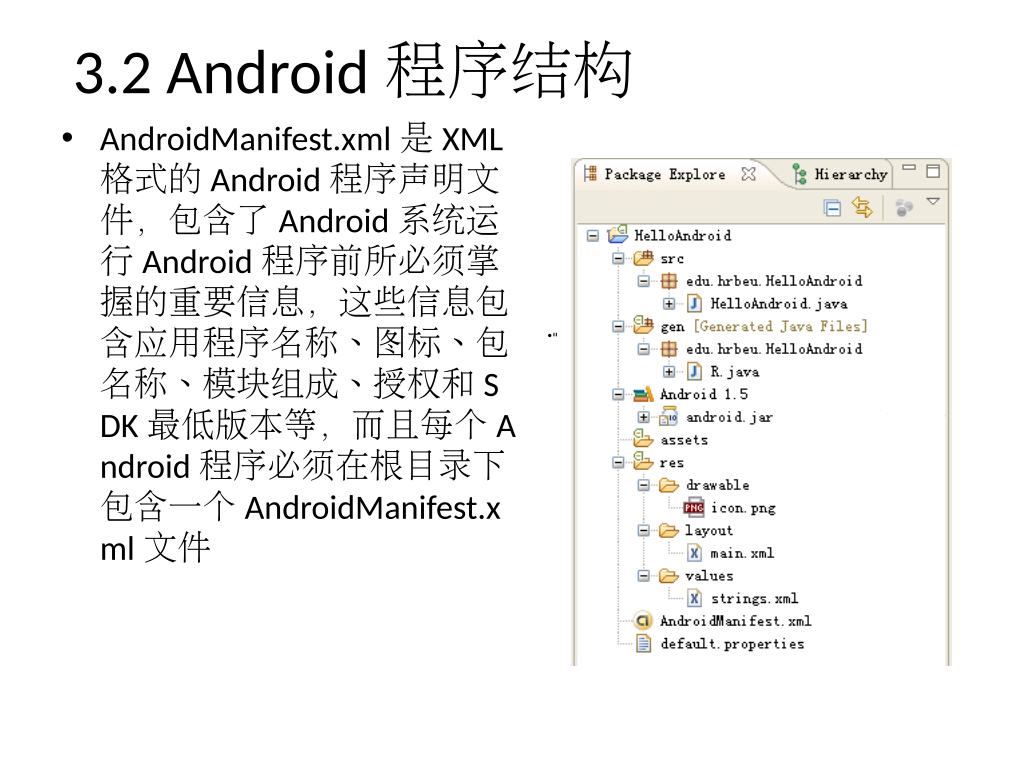 3.2 Android 程序结构
• AndroidManifest.xml 是 XML
格式的 Android 程序声明文
件，包含了 Android 系统运
行 Android 程序前所必须掌
握的重要信息，这些信息包
含应用程序名称、图标、包
名称、模块组成、授权和 S
DK 最低版本等，而且每个 A
ndroid 程序必须在根目录下
包含一个 AndroidManifest.x
ml 文件
Package Explore Hierarchy
HelloAndroid
src
edu.hrbeu.HelloAndroid
HelloAndroid.java
gen [Generated Java Files]
edu.hrbeu.HelloAndroid
R.java
Android 1.5
android.jar
assets
res
drawable
icon.png
layout
main.xml
values
strings.xml
AndroidManifest.xml
default.properties